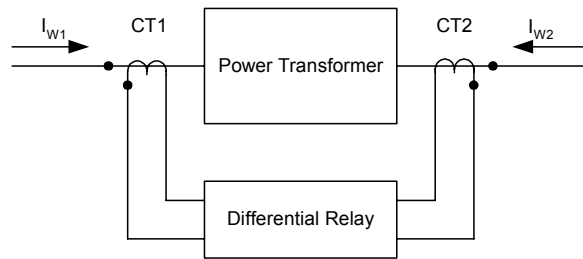 I_W1
CT1
CT2
I_W2
Power Transformer
Differential Relay